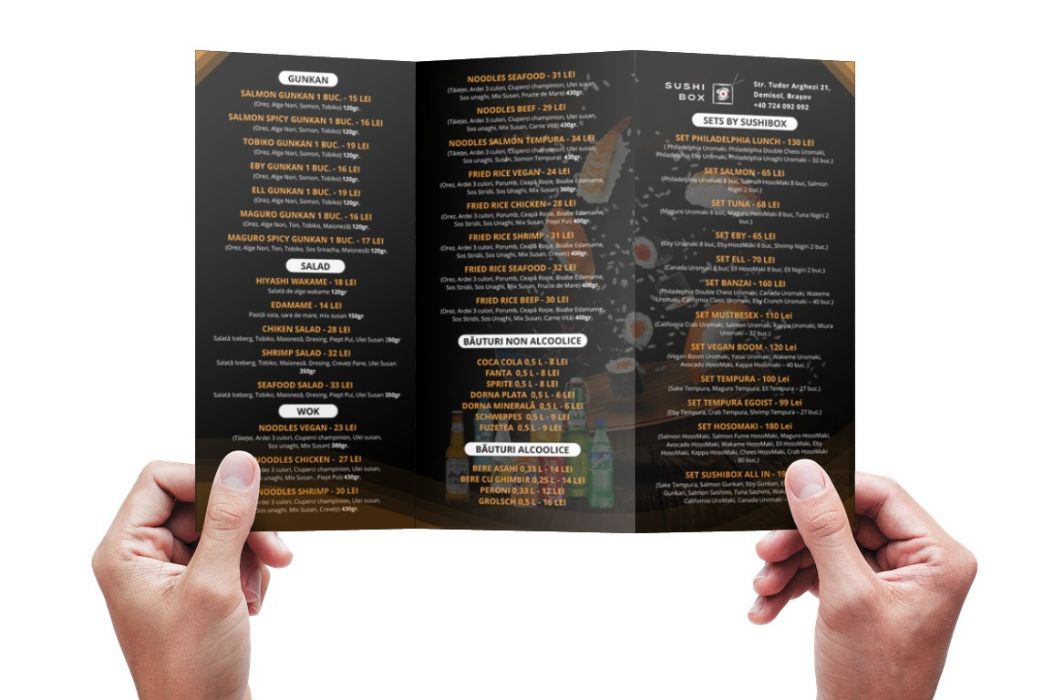 GUNKAN
SALMON GUNKAN 1 BUC. - 15 LEI
(Orez, Alge Nori, Somon, Tobiko) 120gr.
SALMON SPICY GUNKAN 1 BUC. - 16 LEI
(Orez, Alge Nori, Somon, Tobiko) 120gr.
TOBIKO GUNKAN 1 BUC. - 19 LEI
(Orez, Alge Nori, Somon, Tobiko) 120gr.
EBY GUNKAN 1 BUC. - 16 LEI
(Orez, Alge Nori, Somon, Tobiko) 120gr.
ELL GUNKAN 1 BUC. - 19 LEI
(Orez, Alge Nori, Somon, Tobiko) 120gr.
MAGURO GUNKAN 1 BUC. - 16 LEI
(Orez, Alge Nori, Ton, Tobiko, Maioneză) 120gr.
MAGURO SPICY GUNKAN 1 BUC. - 17 LEI
(Orez, Alge Nori, Ton, Tobiko, Sos Sriracha, Maioneză) 120gr.
SALAD
HIYASHI WAKAME - 18 LEI
Salată de alge wakame 120gr
EDAMAME - 14 LEI
Pastăi soia, sare de mare, mix susan 150gr
CHIKEN SALAD - 28 LEI
Salată Iceberg, Tobiko, Maioneză, Dresing, Piept Pui, Ulei Susan 350gr
SHRIMP SALAD - 32 LEI
Salată Iceberg, Tobiko, Maioneză, Dresing, Creveți Pane, Ulei Susan
350gr
SEAFOOD SALAD - 33 LEI
Salată Iceberg, Tobiko, Maioneză, Dresing, Creveți, Piept Pui, Ulei Susan 350gr
WOK
NOODLES VEGAN - 23 LEI
(Tăieței, Ardei 3 culori, Ciuperci champinion, Ulei susan,
Sos unaghi, Mix Susan) 380gr.
NOODLES CHICKEN - 27 LEI
Ardei 3 culori, Ciuperci champinion, Ulei susan,
Sos unaghi, Mix Susan, Piept Pui) 430gr.
NOODLES SHRIMP - 30 LEI
Ardei 3 culori, Ciuperci champinion, Ulei susan,
Sos unaghi, Mix Susan, Creveți) 430gr.
NOODLES SEAFOOD - 31 LEI
(Tăieței, Ardei 3 culori, Ciuperci champinion, Ulei susan,
Sos unaghi, Mix Susan, Fructe de Mare) 430gr.
NOODLES BEEF - 29 LEI
(Tăieței, Ardei 3 culori, Ciuperci champinion, Ulei susan,
Sos unaghi, Mix Susan, Carne Vită) 430gr.
NOODLES SALMON TEMPURA - 34 LEI
(Tăieței, Ardei 3 culori, Ciuperci champinion, Ulei susan,
Sos unaghi, Susan, Somon Tempura) 430gr.
FRIED RICE VEGAN - 24 LEI
(Orez, Ardei 3 culori, Porumb, Ceapă Roșie, Boabe Edamame,
Sos Stridii, Sos Unaghi, Mix Susan) 360gr.
FRIED RICE CHICKEN - 28 LEI
(Orez, Ardei 3 culori, Porumb, Ceapă Roșie, Boabe Edamame,
Sos Stridii, Sos Unaghi, Mix Susan, Piept Pui) 400gr.
FRIED RICE SHRIMP - 31 LEI
(Orez, Ardei 3 culori, Porumb, Ceapă Roșie, Boabe Edamame,
Sos Stridii, Sos Unaghi, Mix Susan, Creveți) 400gr.
FRIED RICE SEAFOOD - 32 LEI
(Orez, Ardei 3 culori, Porumb, Ceapă Roșie, Boabe Edamame,
Sos Stridii, Sos Unaghi, Mix Susan, Fructe de Mare) 400gr.
FRIED RICE BEEF - 30 LEI
(Orez, Ardei 3 culori, Porumb, Ceapă Roșie, Boabe Edamame,
Sos Stridii, Sos Unaghi, Mix Susan, Carne Vită) 400gr.
BĂUTURI NON ALCOOLICE
COCA COLA 0,5 L - 8 LEI
FANTA 0,5 L - 8 LEI
SPRITE 0,5 L - 8 LEI
DORNA PLATA 0,5 L - 6 LEI
DORNA MINERALĂ 0,5 L - 6 LEI
SCHWEPPES 0,5 L - 9 LEI
FUZETEA 0,5 L - 9 LEI
BĂUTURI ALCOOLICE
BERE ASAHI 0,33 L - 14 LEI
BERE CU GHIMBIR 0,25 L - 14 LEI
PERONI 0,33 L - 12 LEI
GROLSCH 0,5 L - 16 LEI
SUSHI
BOX
Str. Tudor Arghezi 21,
Demisol, Brașov
+40 724 092 092
SETS BY SUSHIBOX
SET PHILADELPHIA LUNCH - 130 LEI
( Philadelphia Uromaki, Philadelphia Double Chess Uromaki,
Philadelphia Eby Uromaki, Philadelphia Unaghi Uromaki – 32 buc.)
SET SALMON - 65 LEI
(Philadelphia Uromaki 8 buc, Salmon HosoMaki 8 buc, Salmon
Nigiri 2 buc.)
SET TUNA - 68 LEI
(Maguro Uromaki 8 buc, Maguro HosoMaki 8 buc, Tuna Nigiri 2
buc.)
SET EBY - 65 LEI
(Eby Uromaki 8 buc, Eby HosoMaki 8 buc, Shrimp Nigiri 2 buc.)
SET ELL - 70 LEI
(Canada Uromaki 8 buc, Ell HosoMaki 8 buc, Ell Nigiri 2 buc.)
SET BANZAI - 160 LEI
(Philadelphia Double Chess Uromaki, Canada Uromaki, Wakeme
Uromaki, California Clasic Uromaki, Eby Crunch Uromaki – 40 buc.)
SET MUSTBESEX - 110 Lei
(California Crab Uromaki, Salmon Uromaki, Kappa Uromaki, Miura
Uromaki – 32 buc.)
SET VEGAN BOOM - 120 Lei
(Vegan Boom Uromaki, Yasai Uromaki, Wakeme Uromaki,
Avocado HosoMaki, Kappa Hosomaki - 40 buc. )
SET TEMPURA - 100 Lei
(Sake Tempura, Maguro Tempura, Ell Tempura - 27 buc.)
SET TEMPURA EGOIST - 99 Lei
(Eby Tempura, Crab Tempura, Shrimp Tempura – 27 buc.)
SET HOSOMAKI - 180 Lei
(Salmon HosoMaki, Salmon Fume HosoMaki, Maguro HosoMaki,
Avocado HosoMaki, Wakame HosoMaki, Ell HosoMaki, Eby
HosoMaki, Kappa HosoMaki, Chees HosoMaki, Crab HosoMaki
- 80 buc.)
SET SUSHIBOX ALL IN -
(Sake Tempura, Salmon Gunkan, Eby Gunkan,
Gunkan, Salmon Sashimi, Tuna Sashimi,
California UroMaki, Canada Uromaki